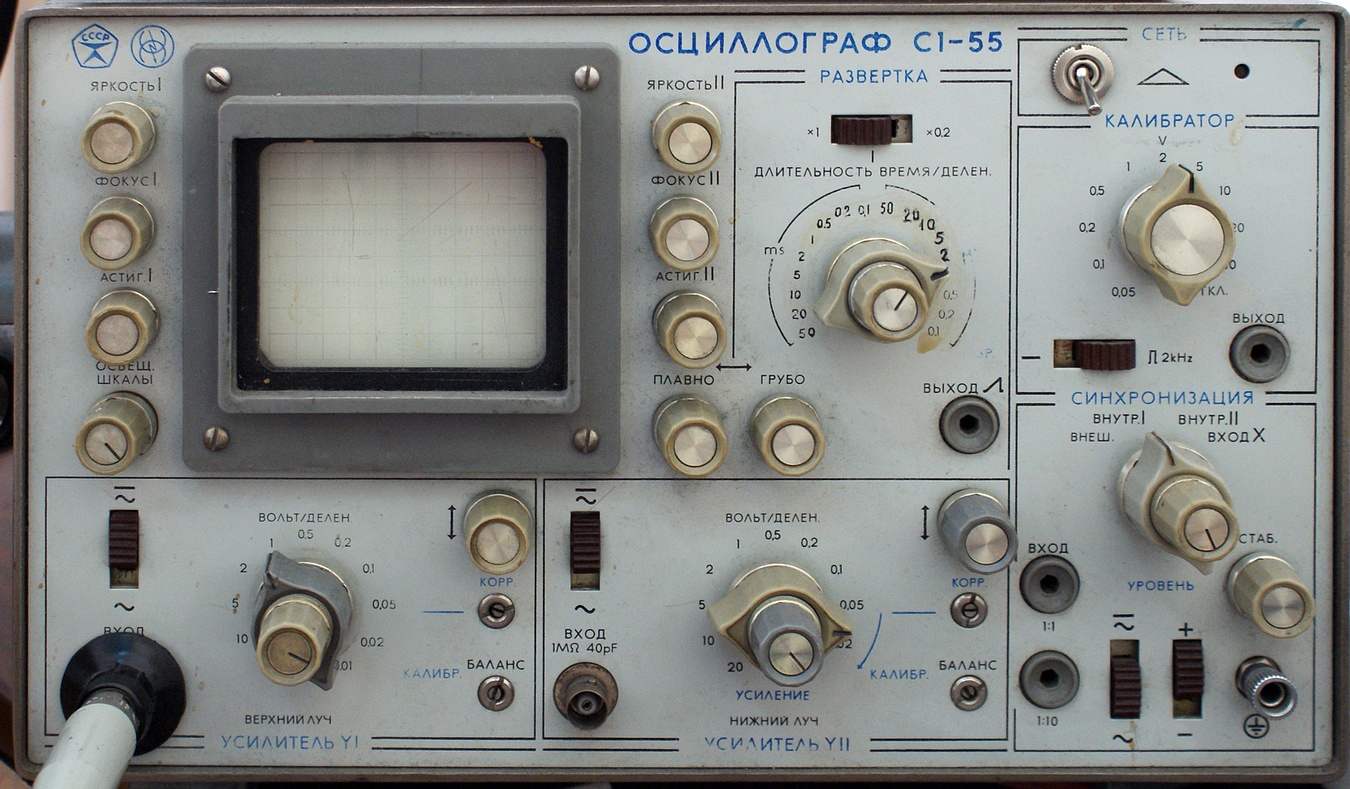 СССР
ОСЦИЛЛОГРАФ С1-55
СЕТЬ
ЯРКОСТЬ I
ФОКУС I
АСТИГ. I
ОСВЕЩ.
ШКАЛЫ
ЯРКОСТЬ II
ФОКУС II
АСТИГ. II
ПЛАВНО
ГРУБО
РАЗВЕРТКА
×1
×0,2
ДЛИТЕЛЬНОСТЬ ВРЕМЯ/ДЕЛЕН.
ms
50
20
10
5
2
1
0,5
0,2
0,1
50
20
10
5
2
0,5
0,2
0,1
ВЫХОД
КАЛИБРАТОР
V
0,05
0,1
0,2
0,5
1
2
5
10
ВЫХОД
2kHz
СИНХРОНИЗАЦИЯ
ВНУТР. I
ВНУТР. II
ВНЕШ.
ВХОД X
СТАБ.
УРОВЕНЬ
ВХОД
1:1
1:10
+
−
~
~
ВОЛЬТ/ДЕЛЕН.
10
5
2
1
0,5
0,2
0,1
0,05
0,02
КОРР.
КАЛИБР.
БАЛАНС
~
~
ВХОД
ВЕРХНИЙ ЛУЧ
УСИЛИТЕЛЬ YI
ВОЛЬТ/ДЕЛЕН.
20
10
5
2
1
0,5
0,2
0,1
0,05
КОРР.
КАЛИБР.
БАЛАНС
~
~
ВХОД
1MΩ 40pF
УСИЛЕНИЕ
НИЖНИЙ ЛУЧ
УСИЛИТЕЛЬ YII